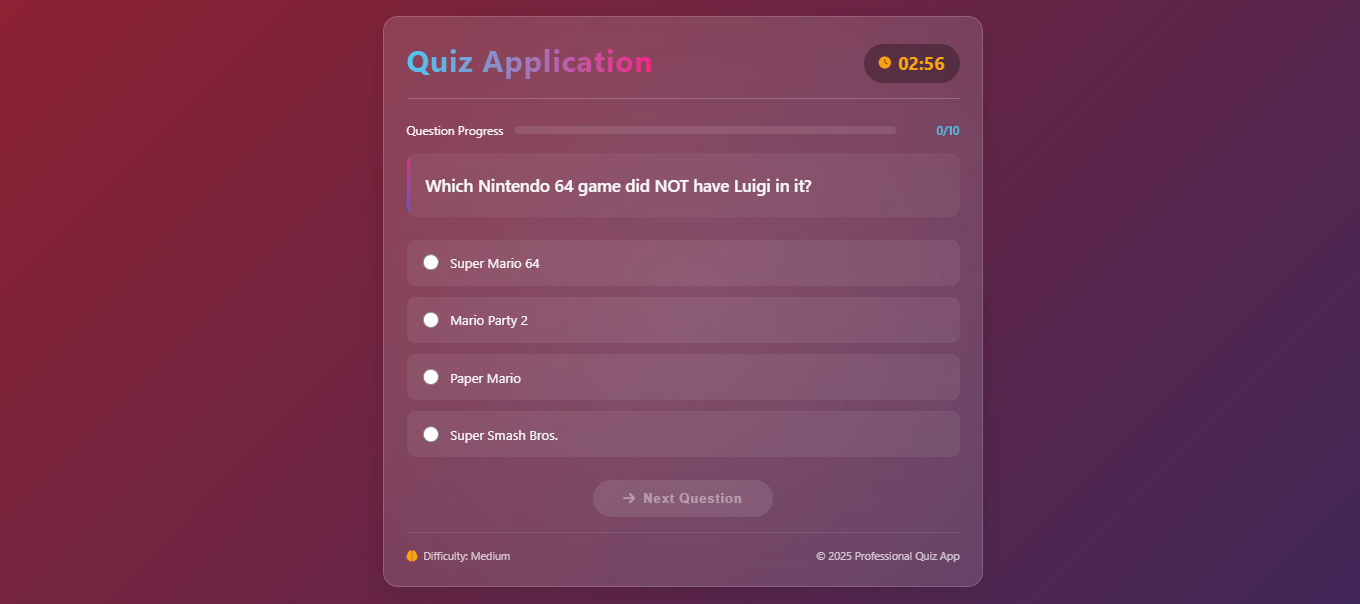 Quiz Application
02:56
Question Progress
0/10
Which Nintendo 64 game did NOT have Luigi in it?
Super Mario 64
Mario Party 2
Paper Mario
Super Smash Bros.
Next Question
Difficulty: Medium
© 2025 Professional Quiz App